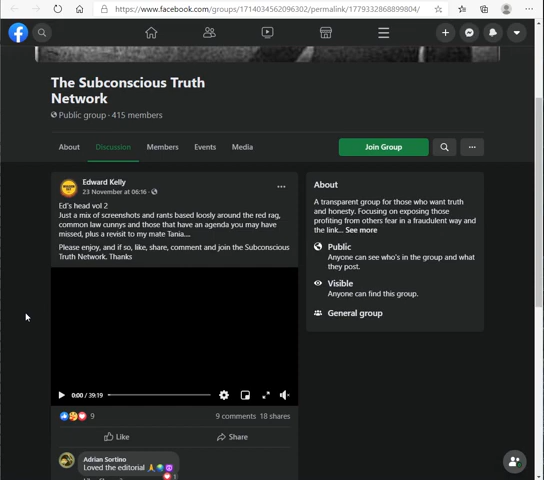 https://www.facebook.com/groups/1714034562096302/permalink/1779332868899804/
The Subconscious Truth
Network
Public group · 415 members
About Discussion Members Events Media Join Group
Edward Kelly
23 November at 06:16 ·
Ed's head vol 2
Just a mix of screenshots and rants based loosly around the red rag,
common law cunnys and those that have an agenda you may have
missed, plus a revisit to my mate Tania....
Please enjoy, and if so, like, share, comment and join the Subconscious
Truth Network. Thanks
0:00 / 39:19
9 9 comments 18 shares
Like Share
Adrian Sortino
Loved the editorial
1
About
A transparent group for those who want truth
and honesty. Focusing on exposing those
profiting from others fear in a fraudulent way and
the link... See more
Public
Anyone can see who's in the group and what
they post.
Visible
Anyone can find this group.
General group